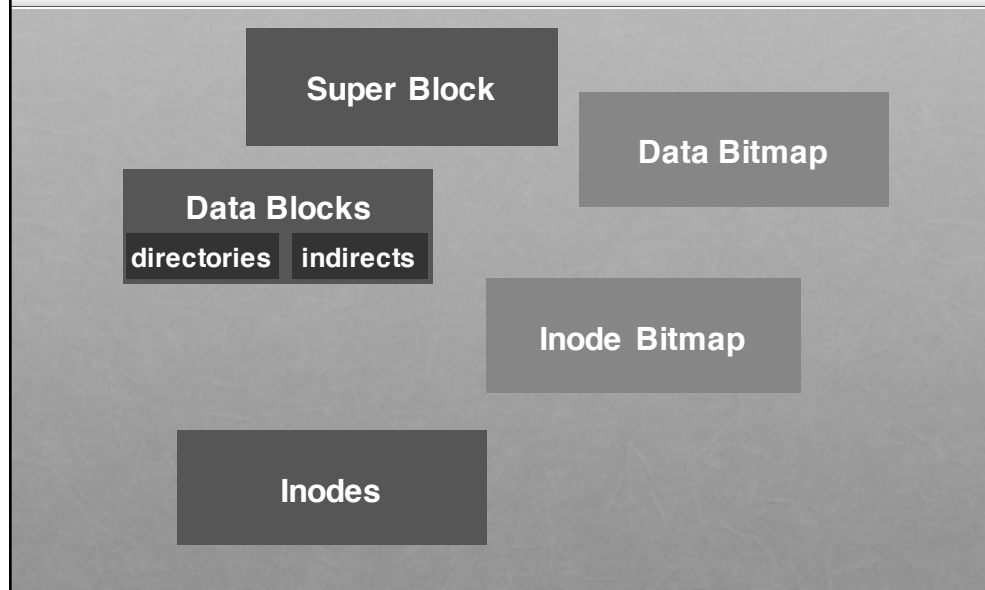 Super Block
Data Bitmap
Data Blocks
directories indirects
Inode Bitmap
Inodes